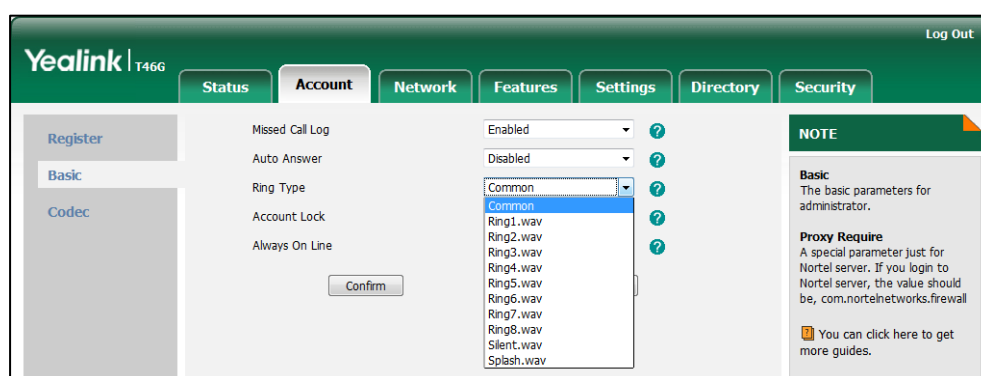 Log Out
Yealink | T46G
Status Account Network Features Settings Directory Security
Register
Basic
Codec
Missed Call Log Enabled
Auto Answer Disabled
Ring Type Common
Account Lock
Always On Line
Common
Ring1.wav
Ring2.wav
Ring3.wav
Ring4.wav
Ring5.wav
Ring6.wav
Ring7.wav
Ring8.wav
Silent.wav
Splash.wav
Confirm
NOTE
Basic
The basic parameters for
administrator.
Proxy Require
A special parameter just for
Nortel server. If you login to
Nortel server, the value should
be, com.nortelnetworks.firewall
You can click here to get
more guides.